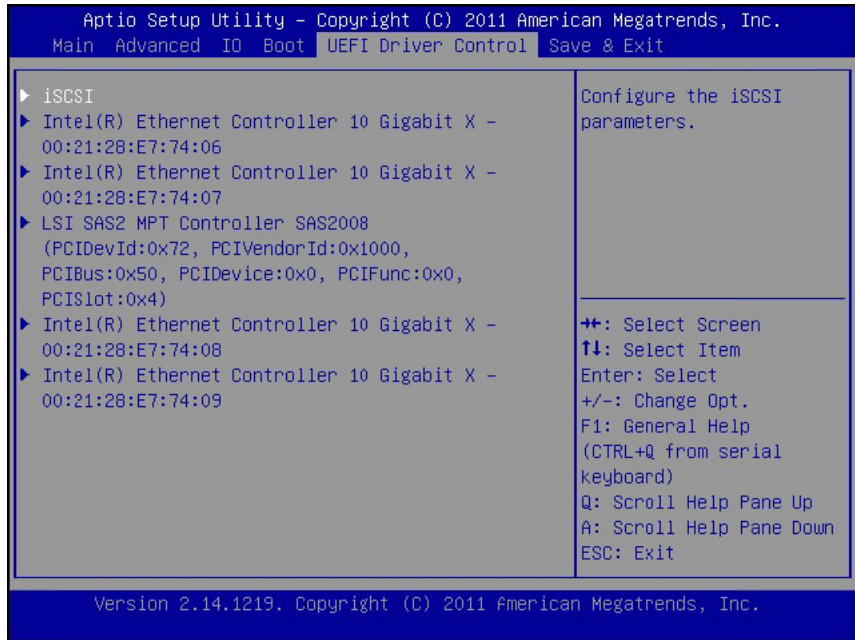 Aptio Setup Utility – Copyright (C) 2011 American Megatrends, Inc.
Main Advanced IO Boot UEFI Driver Control Save & Exit
▶ iSCSI
▶ Intel(R) Ethernet Controller 10 Gigabit X –
00:21:28:E7:74:06
▶ Intel(R) Ethernet Controller 10 Gigabit X –
00:21:28:E7:74:07
▶ LSI SAS2 MPT Controller SAS2008
(PCIDevId:0x72, PCIVendorId:0x1000,
PCIBus:0x50, PCIDevice:0x0, PCIFunc:0x0,
PCISlot:0x4)
▶ Intel(R) Ethernet Controller 10 Gigabit X –
00:21:28:E7:74:08
▶ Intel(R) Ethernet Controller 10 Gigabit X –
00:21:28:E7:74:09
Configure the iSCSI
parameters.
→←: Select Screen
↑↓: Select Item
Enter: Select
+/-: Change Opt.
F1: General Help
(CTRL+Q from serial
keyboard)
Q: Scroll Help Pane Up
A: Scroll Help Pane Down
ESC: Exit
Version 2.14.1219. Copyright (C) 2011 American Megatrends, Inc.